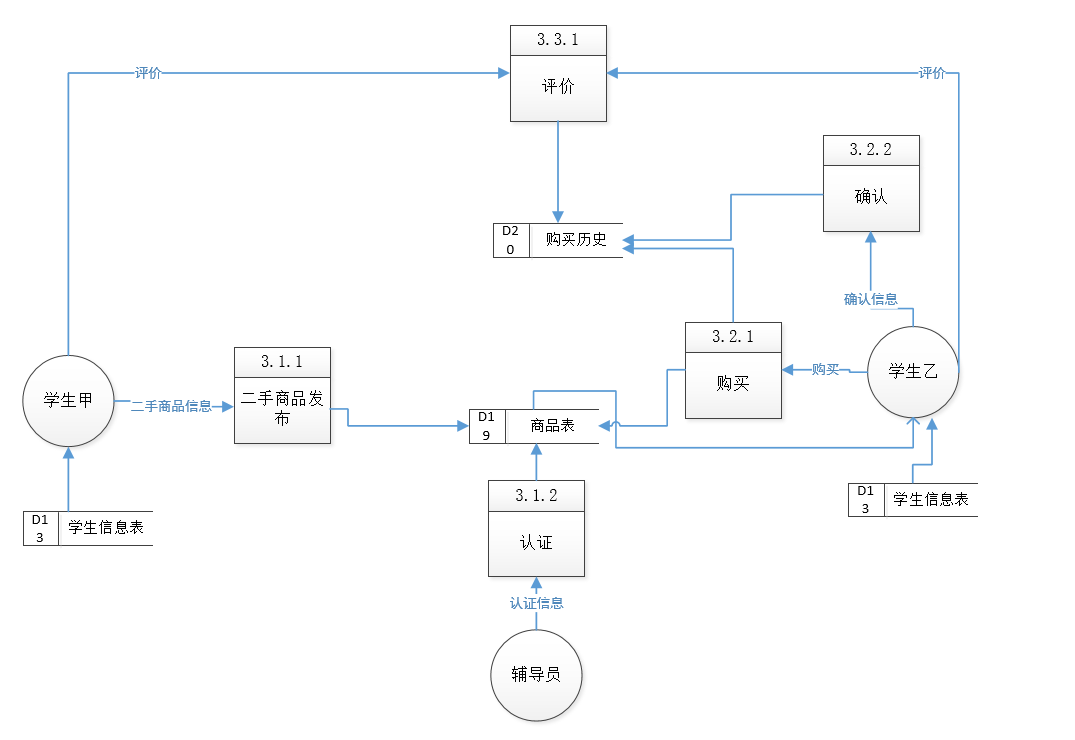 3.3.1
评价
评价
评价
3.2.2
确认
D2
0
购买历史
确认信息
3.2.1
购买
购买
学生乙
3.1.1
二手商品发
布
学生甲
二手商品信息
D1
9
商品表
3.1.2
认证
D1
3
学生信息表
D1
3
学生信息表
认证信息
辅导员